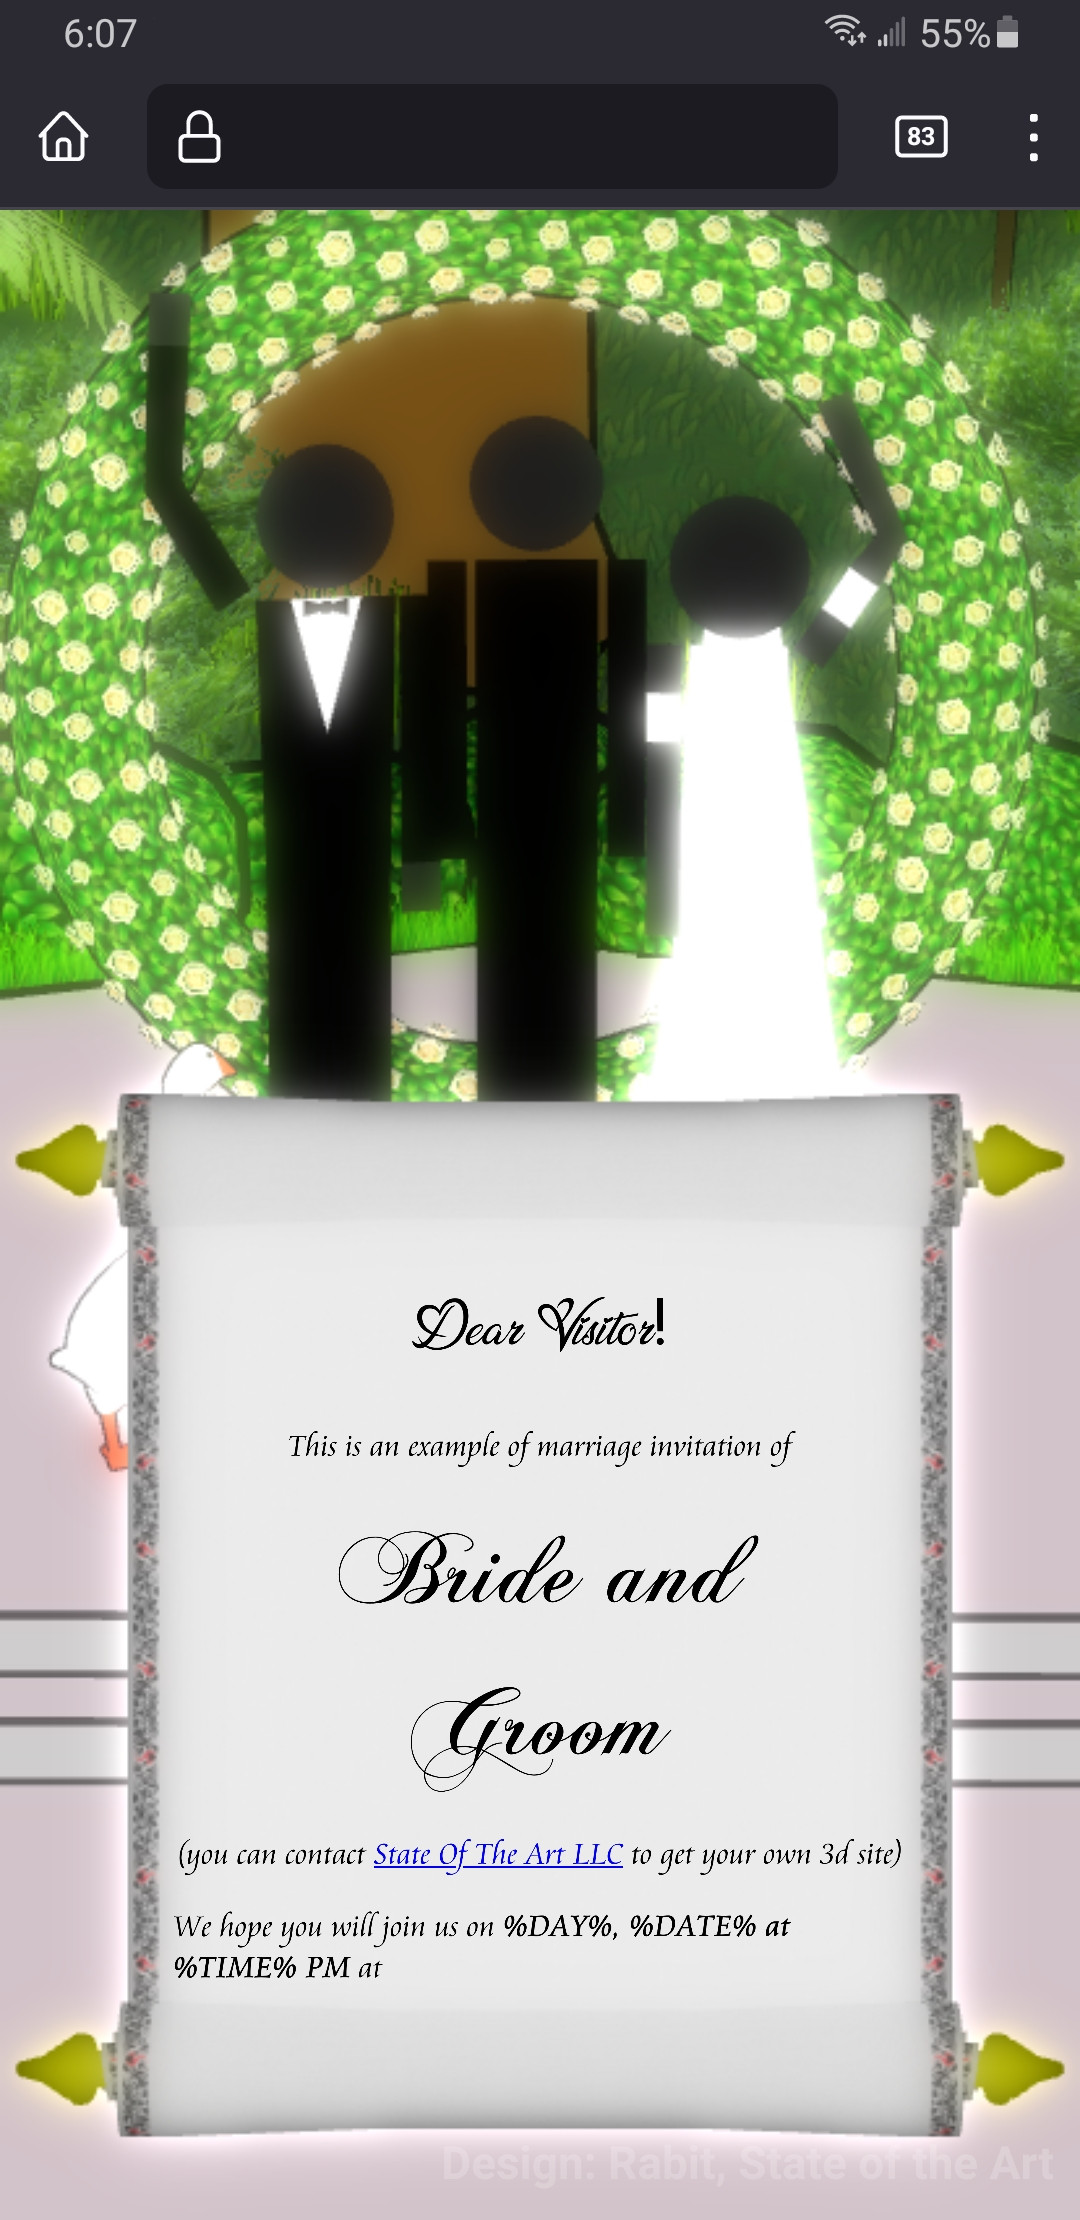 6:07
55%
83
Dear Visitor!
This is an example of marriage invitation of
Bride and
Groom
(you can contact State Of The Art LLC to get your own 3d site)
We hope you will join us on %DAY%, %DATE% at
%TIME% PM at
Design: Rabit, State of the Art